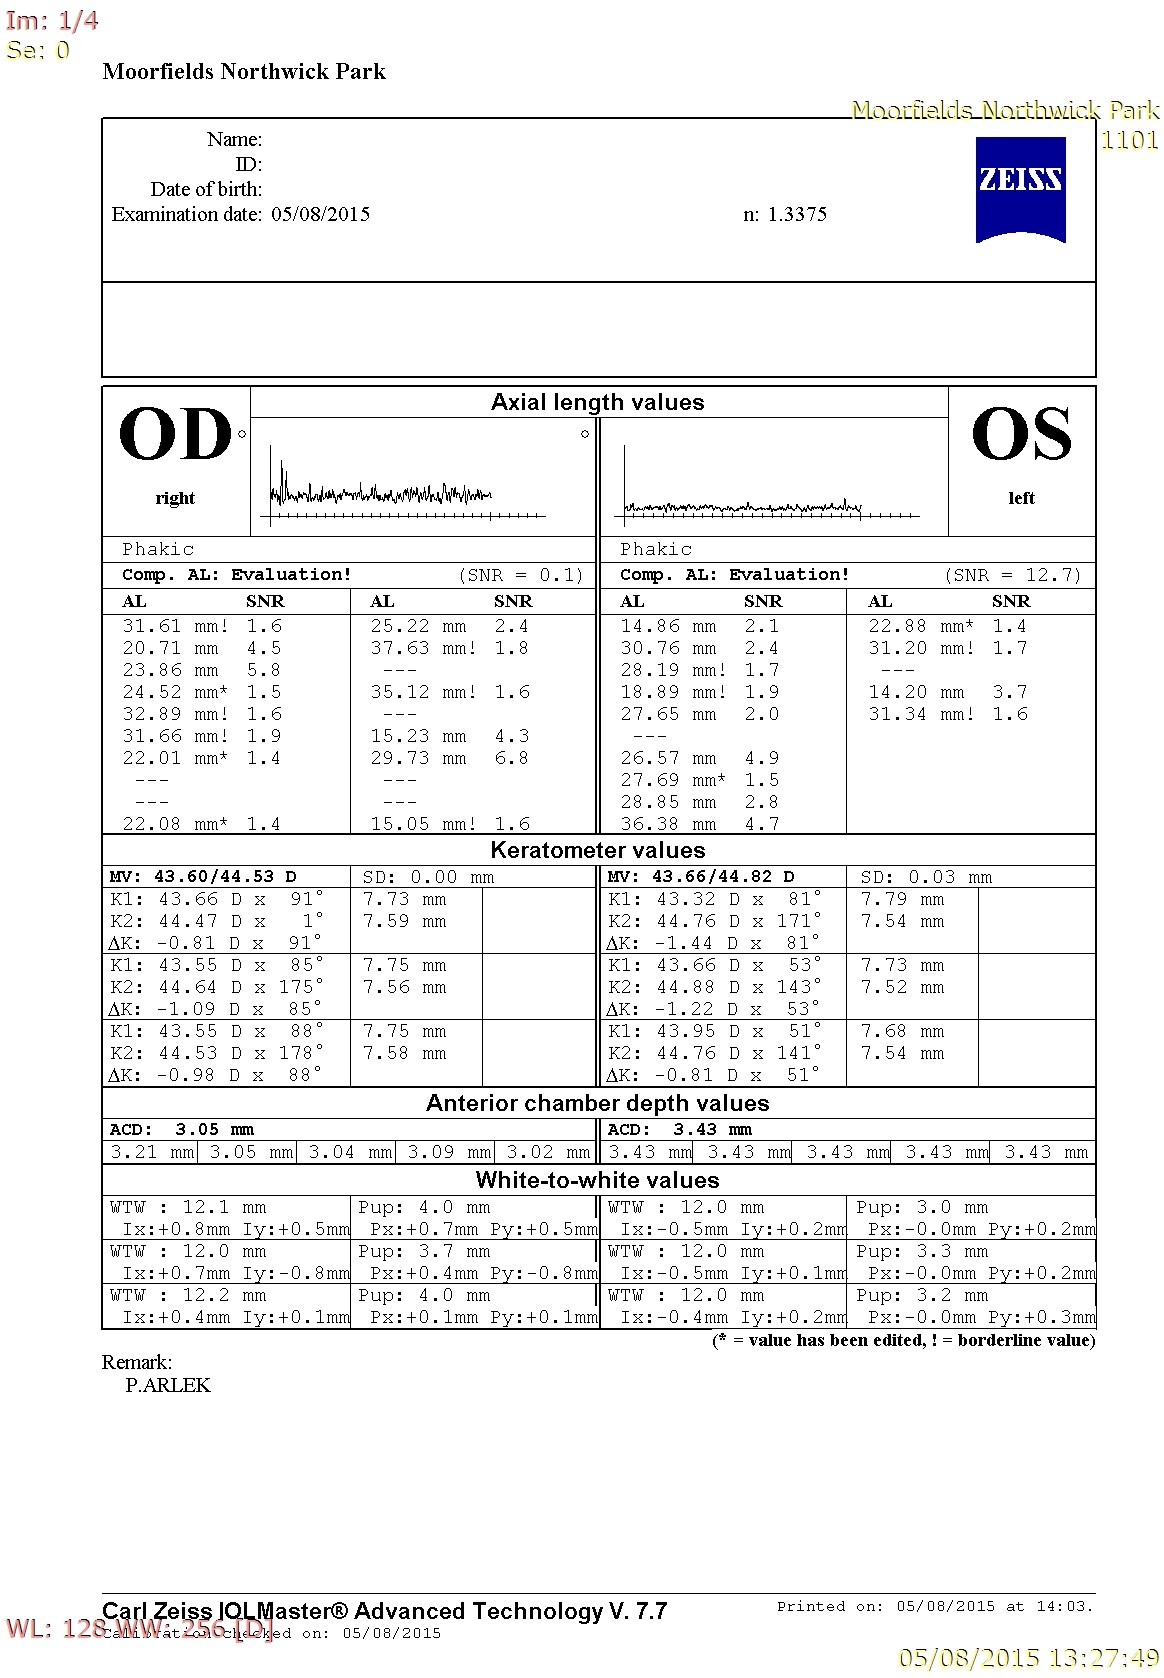 Im: 1/4
Se: 0
Moorfields Northwick Park
Moorfields Northwick Park
1101
Name:
ID:
Date of birth:
Examination date: 05/08/2015 n: 1.3375
ZEISS
OD right
Axial length values
OS left
Phakic Phakic
Comp. AL: Evaluation! (SNR = 0.1) Comp. AL: Evaluation! (SNR = 12.7)
AL SNR AL SNR AL SNR AL SNR
31.61 mm! 1.6 25.22 mm 2.4 14.86 mm 2.1 22.88 mm* 1.4
20.71 mm 4.5 37.63 mm! 1.8 30.76 mm 2.4 31.20 mm! 1.7
23.86 mm 5.8 --- 28.19 mm! 1.7 ---
24.52 mm* 1.5 35.12 mm! 1.6 18.89 mm! 1.9 14.20 mm 3.7
32.89 mm! 1.6 --- 27.65 mm 2.0 31.34 mm! 1.6
31.66 mm! 1.9 15.23 mm 4.3 ---
22.01 mm* 1.4 29.73 mm 6.8 26.57 mm 4.9
--- --- 27.69 mm* 1.5
--- --- 28.85 mm 2.8
22.08 mm* 1.4 15.05 mm! 1.6 36.38 mm 4.7
Keratometer values
MV: 43.60/44.53 D SD: 0.00 mm MV: 43.66/44.82 D SD: 0.03 mm
K1: 43.66 D x 91° 7.73 mm K1: 43.32 D x 81° 7.79 mm
K2: 44.47 D x 1° 7.59 mm K2: 44.76 D x 171° 7.54 mm
ΔK: -0.81 D x 91° ΔK: -1.44 D x 81°
K1: 43.55 D x 85° 7.75 mm K1: 43.66 D x 53° 7.73 mm
K2: 44.64 D x 175° 7.56 mm K2: 44.88 D x 143° 7.52 mm
ΔK: -1.09 D x 85° ΔK: -1.22 D x 53°
K1: 43.55 D x 88° 7.75 mm K1: 43.95 D x 51° 7.68 mm
K2: 44.53 D x 178° 7.58 mm K2: 44.76 D x 141° 7.54 mm
ΔK: -0.98 D x 88° ΔK: -0.81 D x 51°
Anterior chamber depth values
ACD: 3.05 mm ACD: 3.43 mm
3.21 mm 3.05 mm 3.04 mm 3.09 mm 3.02 mm 3.43 mm 3.43 mm 3.43 mm 3.43 mm 3.43 mm
White-to-white values
WTW : 12.1 mm Pup: 4.0 mm WTW : 12.0 mm Pup: 3.0 mm
Ix:+0.8mm Iy:+0.5mm Px:+0.7mm Py:+0.5mm Ix:-0.5mm Iy:+0.2mm Px:-0.0mm Py:+0.2mm
WTW : 12.0 mm Pup: 3.7 mm WTW : 12.0 mm Pup: 3.3 mm
Ix:+0.7mm Iy:-0.8mm Px:+0.4mm Py:-0.8mm Ix:-0.5mm Iy:+0.1mm Px:-0.0mm Py:+0.2mm
WTW : 12.2 mm Pup: 4.0 mm WTW : 12.0 mm Pup: 3.2 mm
Ix:+0.4mm Iy:+0.1mm Px:+0.1mm Py:+0.1mm Ix:-0.4mm Iy:+0.2mm Px:-0.0mm Py:+0.3mm
(* = value has been edited, ! = borderline value)
Remark:
P.ARLEK
Carl Zeiss IOLMaster® Advanced Technology V. 7.7 Printed on: 05/08/2015 at 14:03.
WL: 128 WW: 256 [D]
Calibration checked on: 05/08/2015
05/08/2015 13:27:49